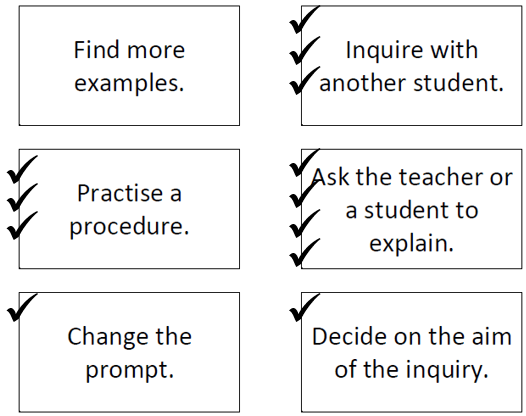 Find more
examples.
Inquire with
another student.
Practise a
procedure.
Ask the teacher or
a student to
explain.
Change the
prompt.
Decide on the aim
of the inquiry.